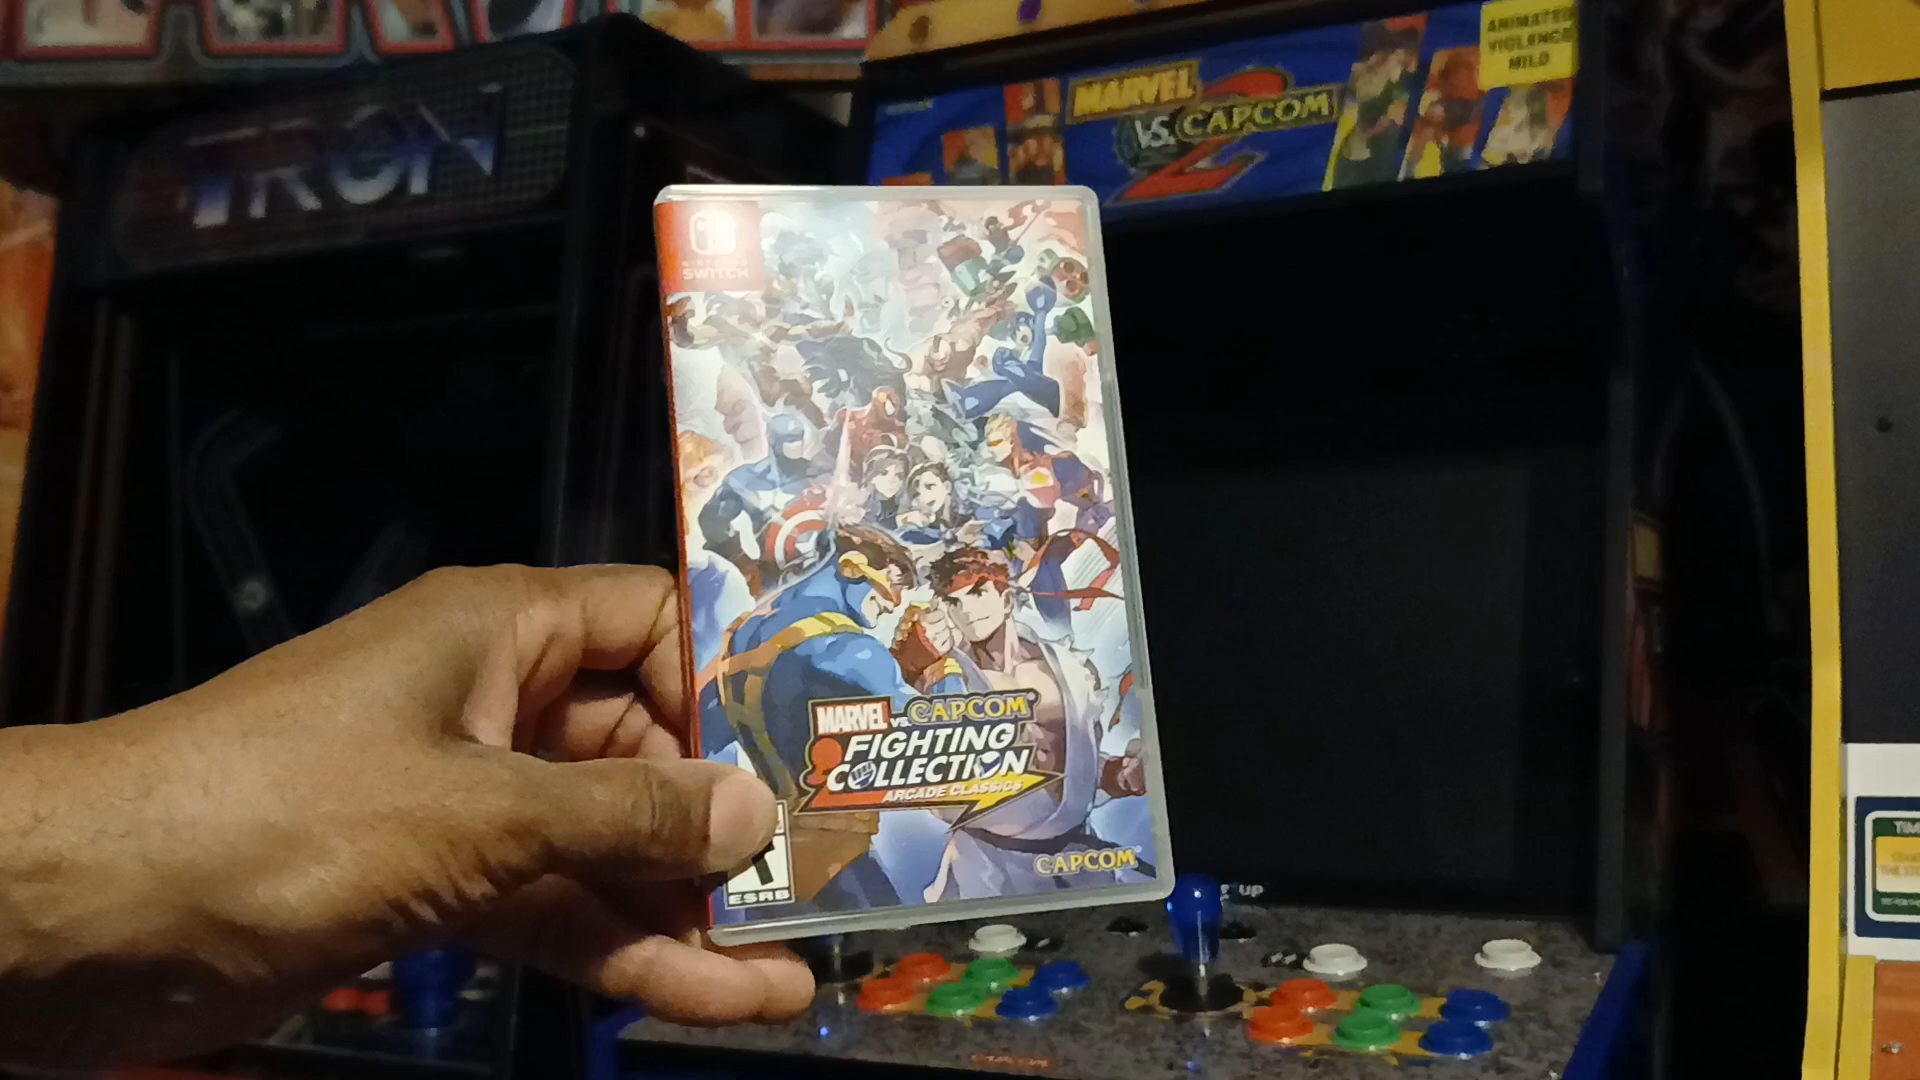 TRON
MARVEL
VS. CAPCOM
2
ANIMATED
VIOLENCE
MILD
NINTENDO
SWITCH
MARVEL VS. CAPCOM
FIGHTING
COLLECTION
ARCADE CLASSICS
CAPCOM
T
ESRB
UP
CAPCOM